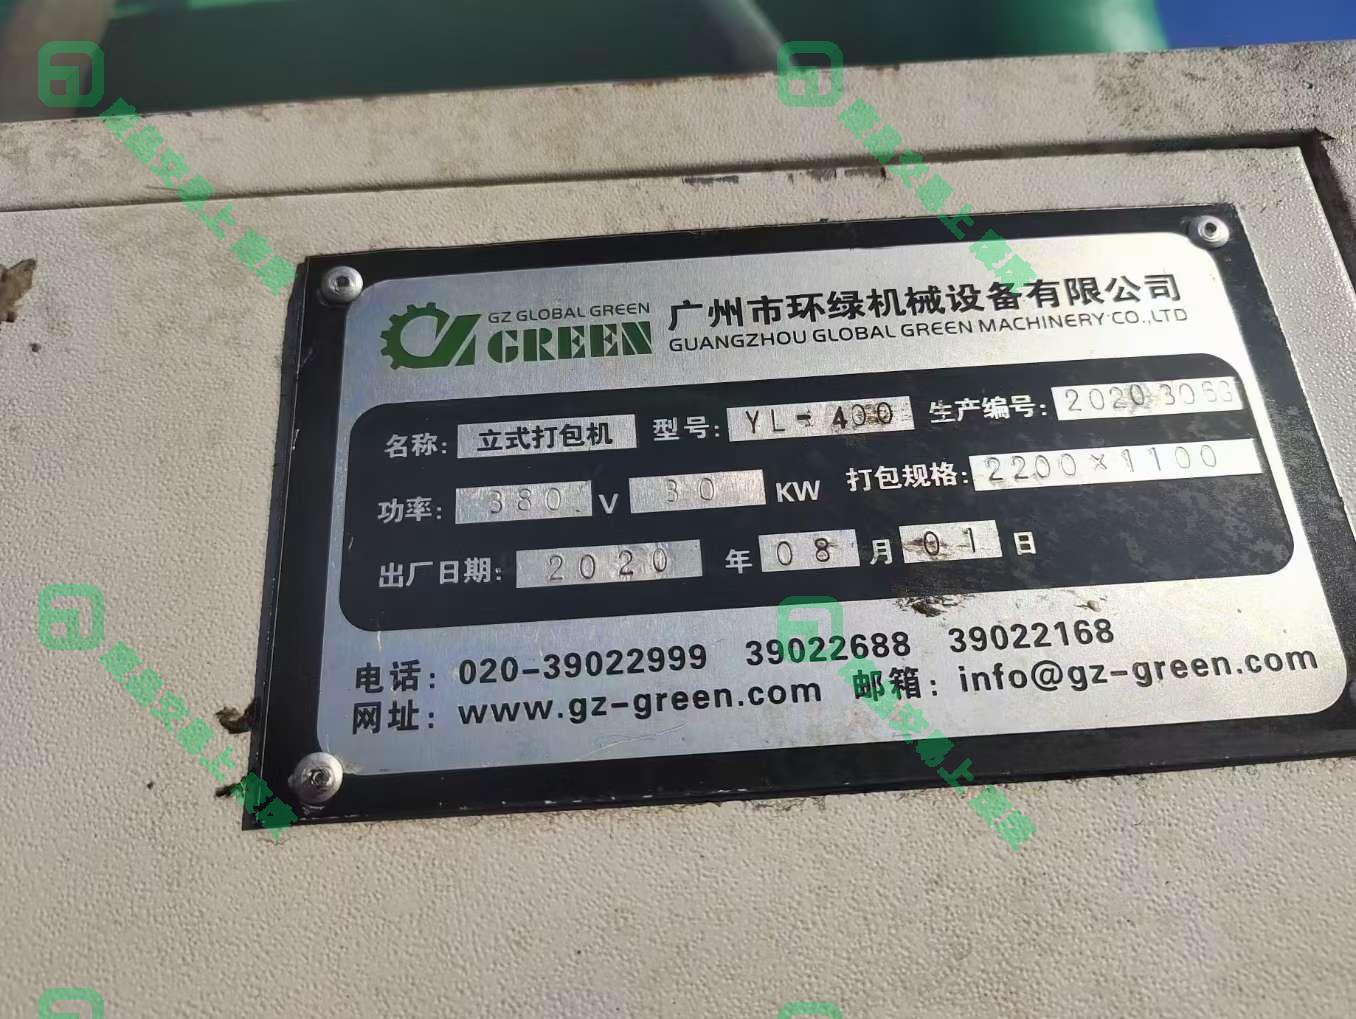 GZ GLOBAL GREEN
GREEN
广州市环绿机械设备有限公司
GUANGZHOU GLOBAL GREEN MACHINERY CO.,LTD
名称: 立式打包机 型号: YL-400 生产编号:
功率: 380 V 30 KW 打包规格: 2200×1100
出厂日期: 2020 年 08 月 01 日
电话: 020-39022999 39022688 39022168
网址: www.gz-green.com 邮箱: info@gz-green.com